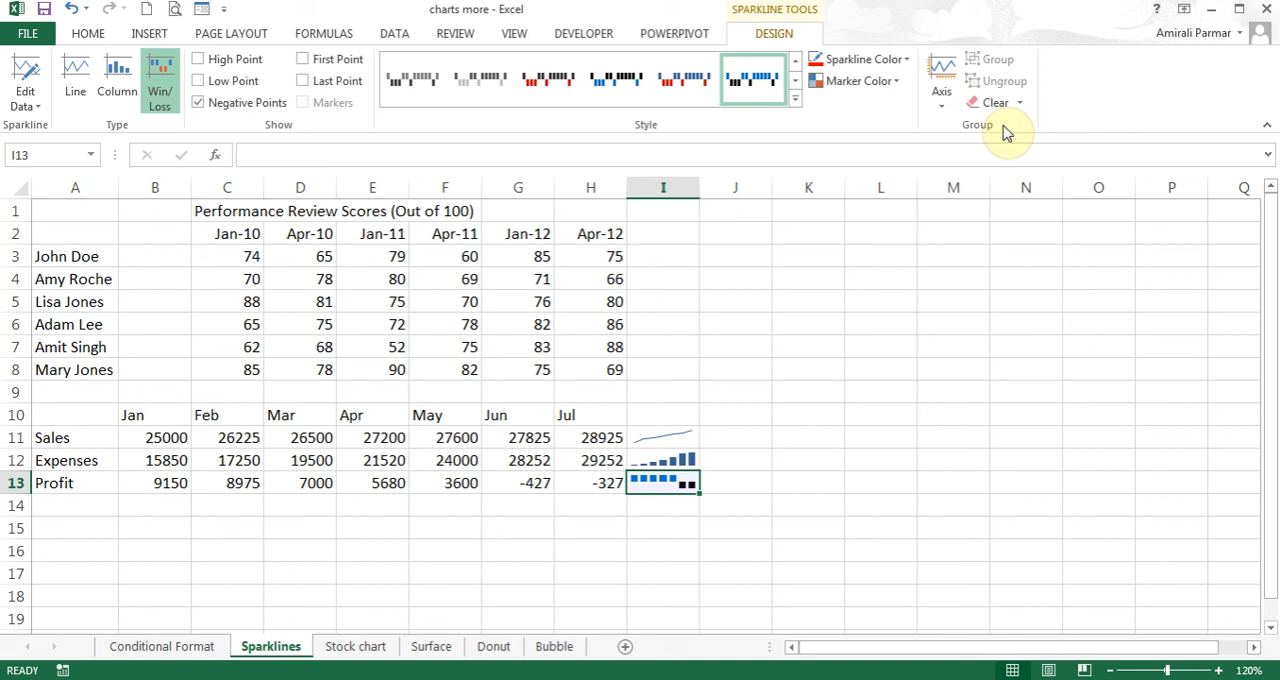 charts more - Excel
SPARKLINE TOOLS
?
FILE HOME INSERT PAGE LAYOUT FORMULAS DATA REVIEW VIEW DEVELOPER POWERPIVOT DESIGN Amirali Parmar
Edit Data
Line
Column
Win/ Loss
High Point
First Point
Low Point
Last Point
Negative Points
Markers
Sparkline Color
Marker Color
Axis
Group
Ungroup
Clear
Sparkline Type Show Style Group
I13 fx
A B C D E F G H I J K L M N O P Q
1 Performance Review Scores (Out of 100)
2 Jan-10 Apr-10 Jan-11 Apr-11 Jan-12 Apr-12
3 John Doe 74 65 79 60 85 75
4 Amy Roche 70 78 80 69 71 66
5 Lisa Jones 88 81 75 70 76 80
6 Adam Lee 65 75 72 78 82 86
7 Amit Singh 62 68 52 75 83 88
8 Mary Jones 85 78 90 82 75 69
9
10 Jan Feb Mar Apr May Jun Jul
11 Sales 25000 26225 26500 27200 27600 27825 28925
12 Expenses 15850 17250 19500 21520 24000 28252 29252
13 Profit 9150 8975 7000 5680 3600 -427 -327
14
15
16
17
18
19
Conditional Format Sparklines Stock chart Surface Donut Bubble
READY 120%